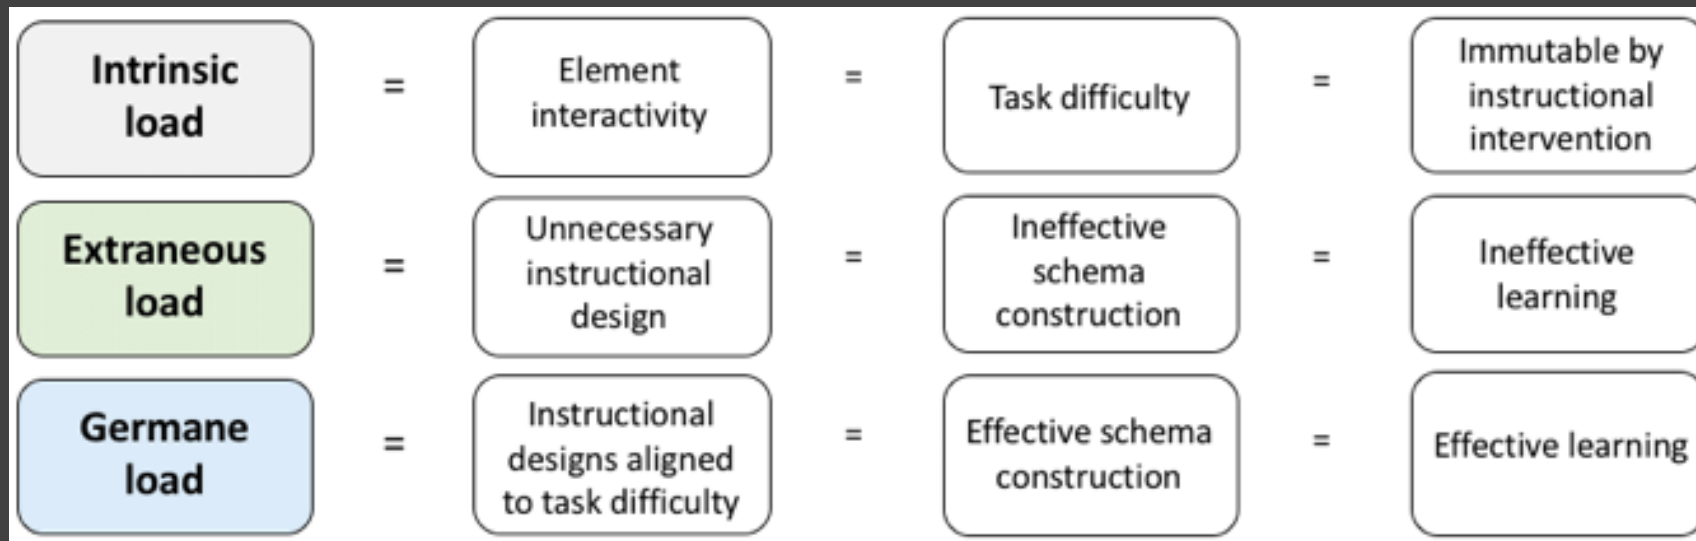 Intrinsic
load
=
Element
interactivity
=
Task difficulty
=
Immutable by
instructional
intervention
Extraneous
load
=
Unnecessary
instructional
design
=
Ineffective
schema
construction
=
Ineffective
learning
Germane
load
=
Instructional
designs aligned
to task difficulty
=
Effective schema
construction
=
Effective learning